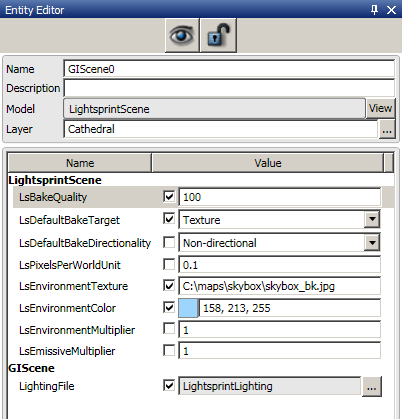 Entity Editor
Name GIScene0
Description
Model LightsprintScene View
Layer Cathedral ...
Name Value
LightsprintScene
LsBakeQuality 100
LsDefaultBakeTarget Texture
LsDefaultBakeDirectionality Non-directional
LsPixelsPerWorldUnit 0.1
LsEnvironmentTexture C:\maps\skybox\skybox_bk.jpg
LsEnvironmentColor 158, 213, 255
LsEnvironmentMultiplier 1
LsEmissiveMultiplier 1
GIScene
LightingFile LightsprintLighting ...